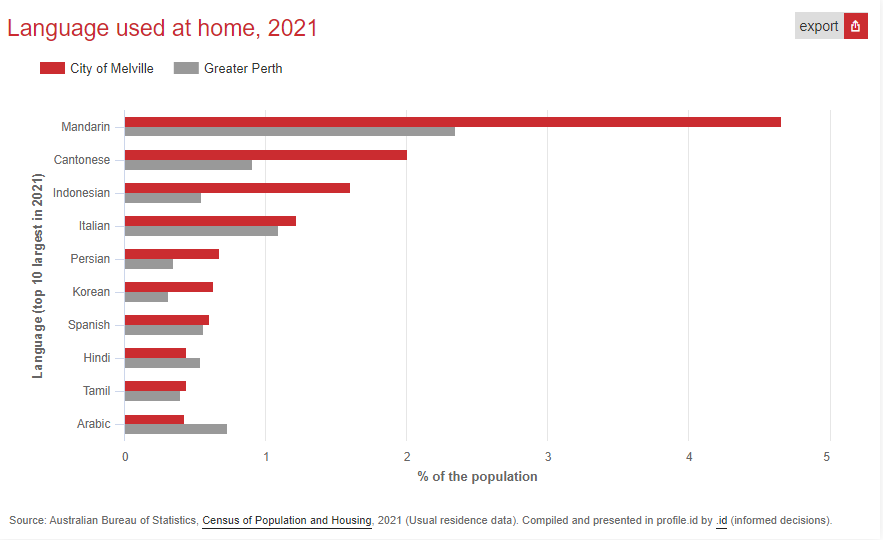 Language used at home, 2021
export
City of Melville
Greater Perth
Language (top 10 largest in 2021)
Mandarin
Cantonese
Indonesian
Italian
Persian
Korean
Spanish
Hindi
Tamil
Arabic
0 1 2 3 4 5
% of the population
Source: Australian Bureau of Statistics, Census of Population and Housing, 2021 (Usual residence data). Compiled and presented in profile.id by .id (informed decisions).